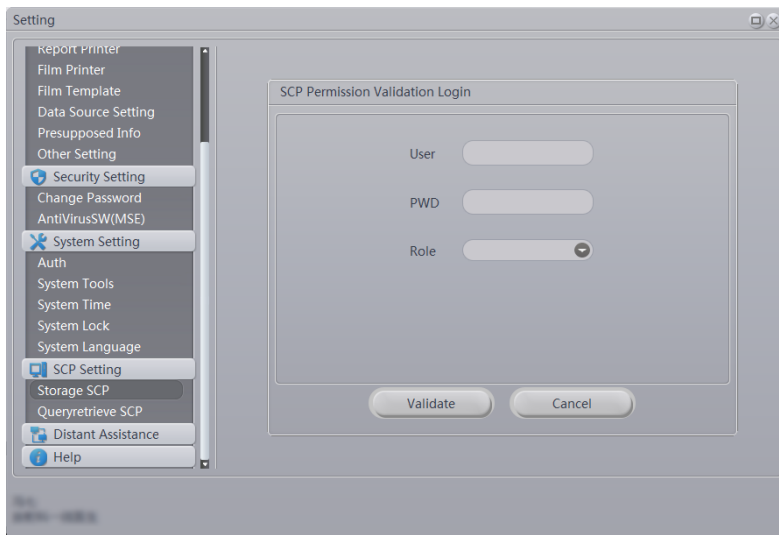 Setting
Report Printer
Film Printer
Film Template
Data Source Setting
Presupposed Info
Other Setting
Security Setting
Change Password
AntiVirusSW(MSE)
System Setting
Auth
System Tools
System Time
System Lock
System Language
SCP Setting
Storage SCP
Queryretrieve SCP
Distant Assistance
Help
SCP Permission Validation Login
User
PWD
Role
Validate
Cancel